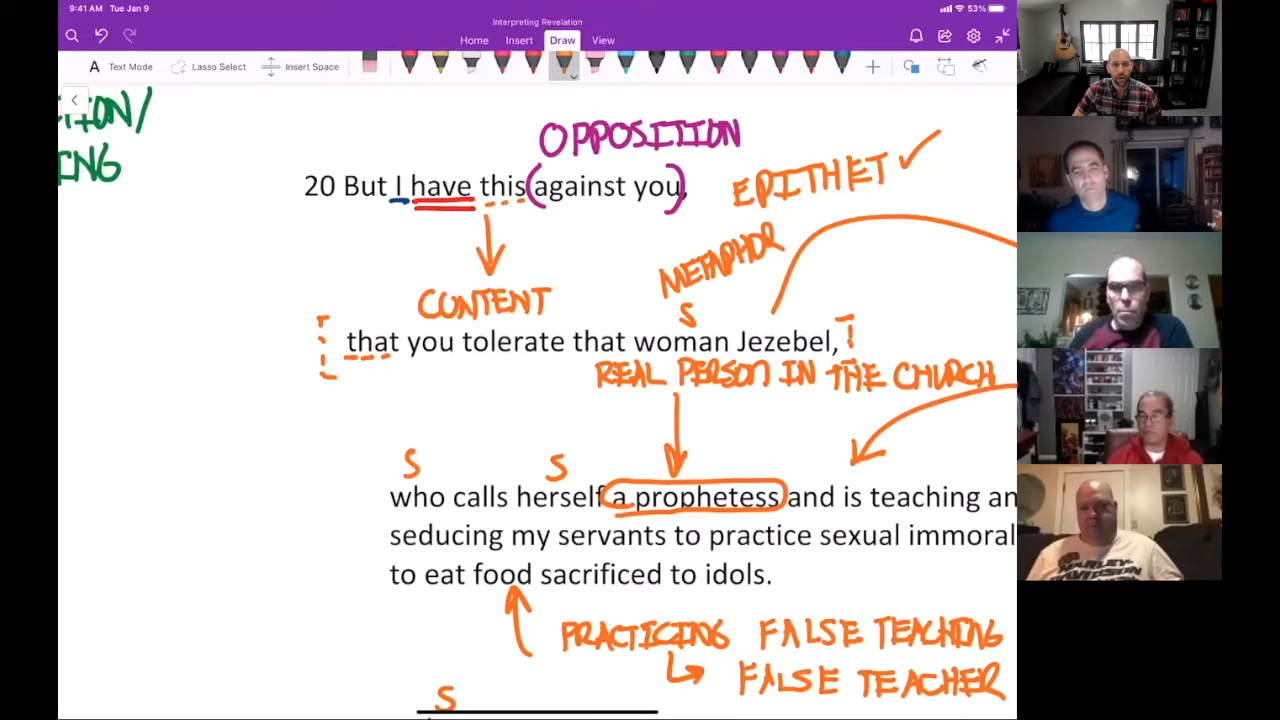 9:41 AM Tue Jan 9
53%
Interpreting Revelation
Home Insert Draw View
Text Mode Lasso Select Insert Space
ING
OPPOSITION
EPITHET ✓
20 But I have this (against you),
METAPHOR
CONTENT
S
that you tolerate that woman Jezebel,
REAL PERSON IN THE CHURCH
S S
who calls herself a prophetess and is teaching an
seducing my servants to practice sexual immoral
to eat food sacrificed to idols.
PRACTICING FALSE TEACHING
FALSE TEACHER
S
HARLEY-
DAVIDSON